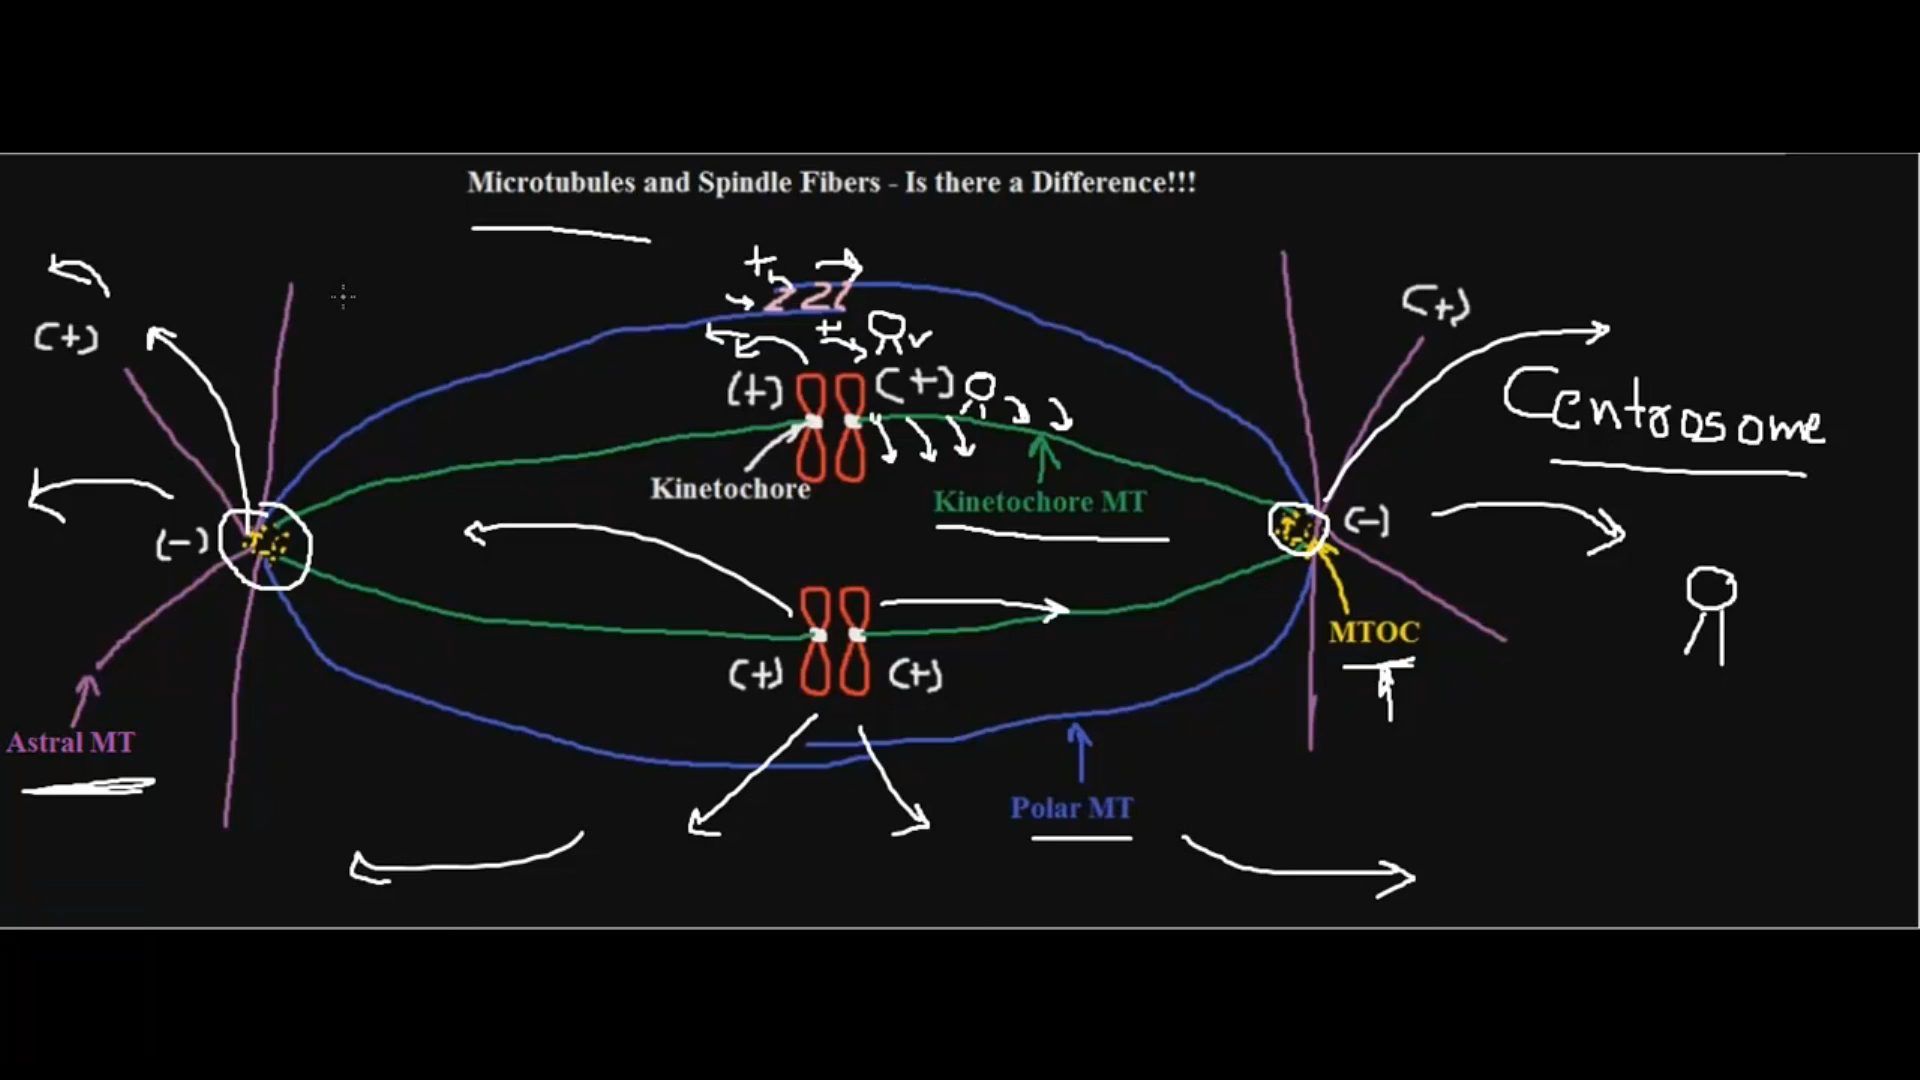 Microtubules and Spindle Fibers - Is there a Difference!!!
+
(+)
(+)
+
(+)
(+)
Centrosome
Kinetochore
Kinetochore MT
(-)
(-)
MTOC
(+)
(+)
Astral MT
Polar MT